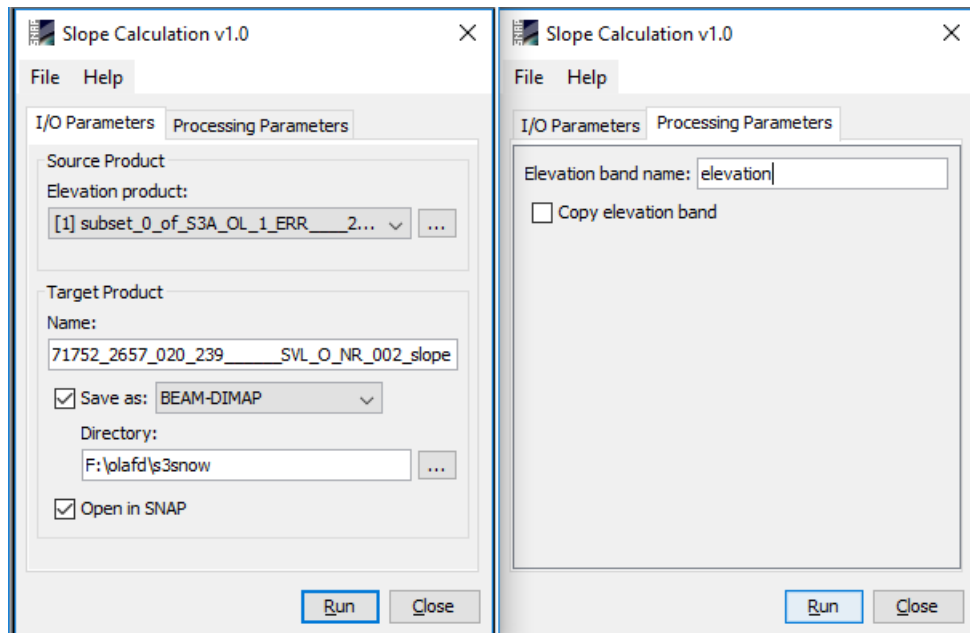 Slope Calculation v1.0
File Help
I/O Parameters Processing Parameters
Source Product
Elevation product:
[1] subset_0_of_S3A_OL_1_ERR____2... ...
Target Product
Name:
71752_2657_020_239______SVL_O_NR_002_slope
Save as: BEAM-DIMAP
Directory:
F:\olafd\s3snow ...
Open in SNAP
Run Close
Slope Calculation v1.0
File Help
I/O Parameters Processing Parameters
Elevation band name: elevation
Copy elevation band
Run Close